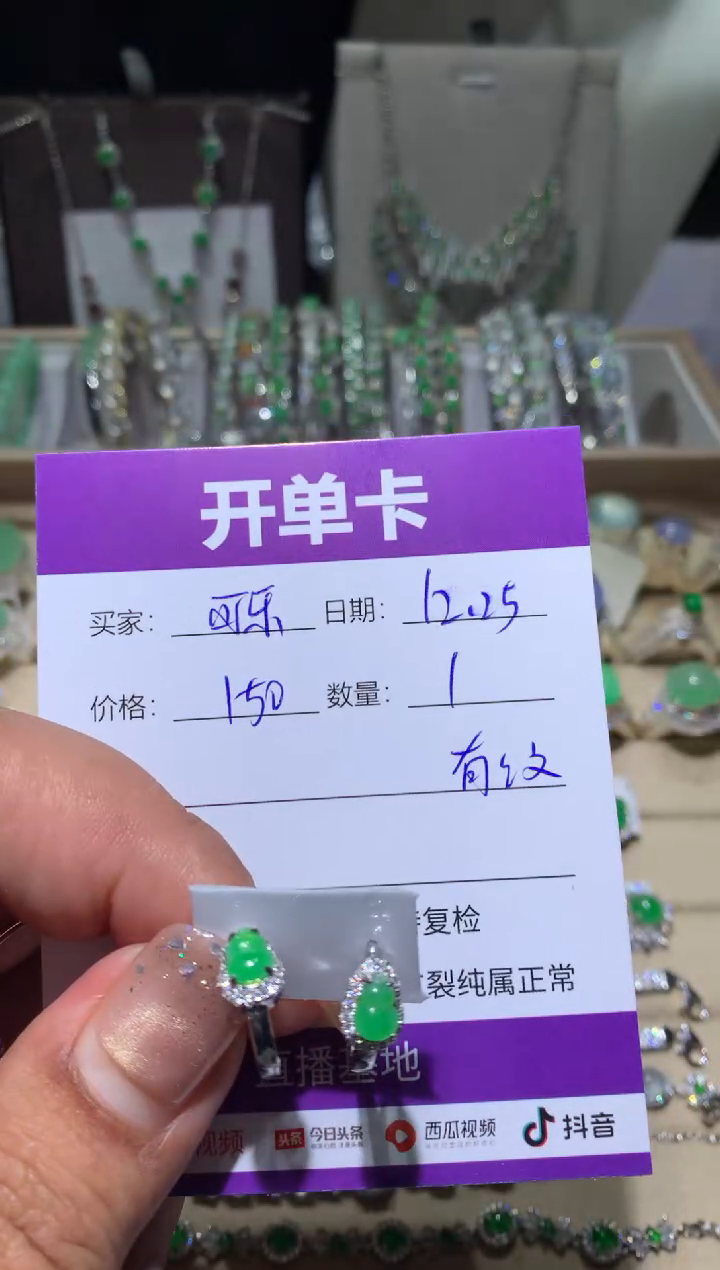 开单卡
买家： 可乐 日期： 12.25
价格： 150 数量： 1
有纹
复检
裂纯属正常
直播基地
视频 头条 今日头条 西瓜视频 抖音